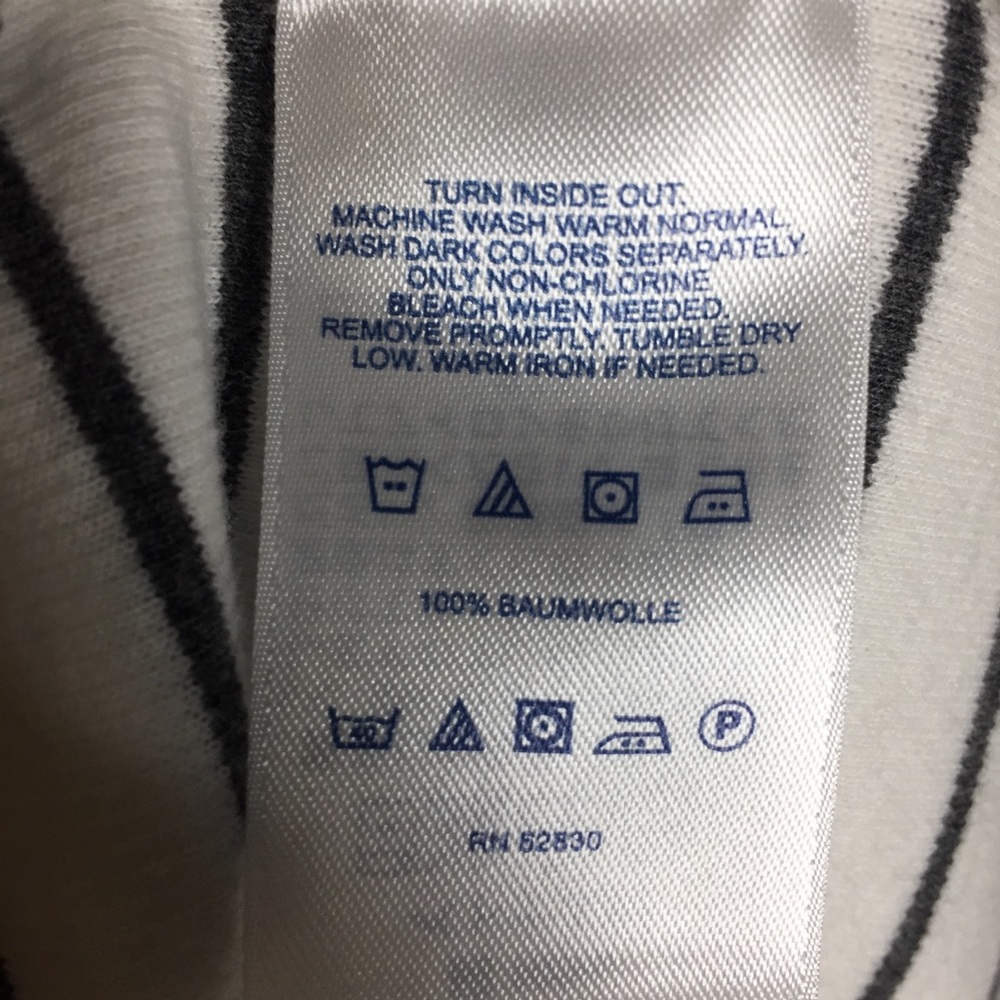 TURN INSIDE OUT.
MACHINE WASH WARM NORMAL.
WASH DARK COLORS SEPARATELY.
ONLY NON-CHLORINE
BLEACH WHEN NEEDED.
REMOVE PROMPTLY. TUMBLE DRY
LOW. WARM IRON IF NEEDED.
100% BAUMWOLLE
40
P
RN 62830